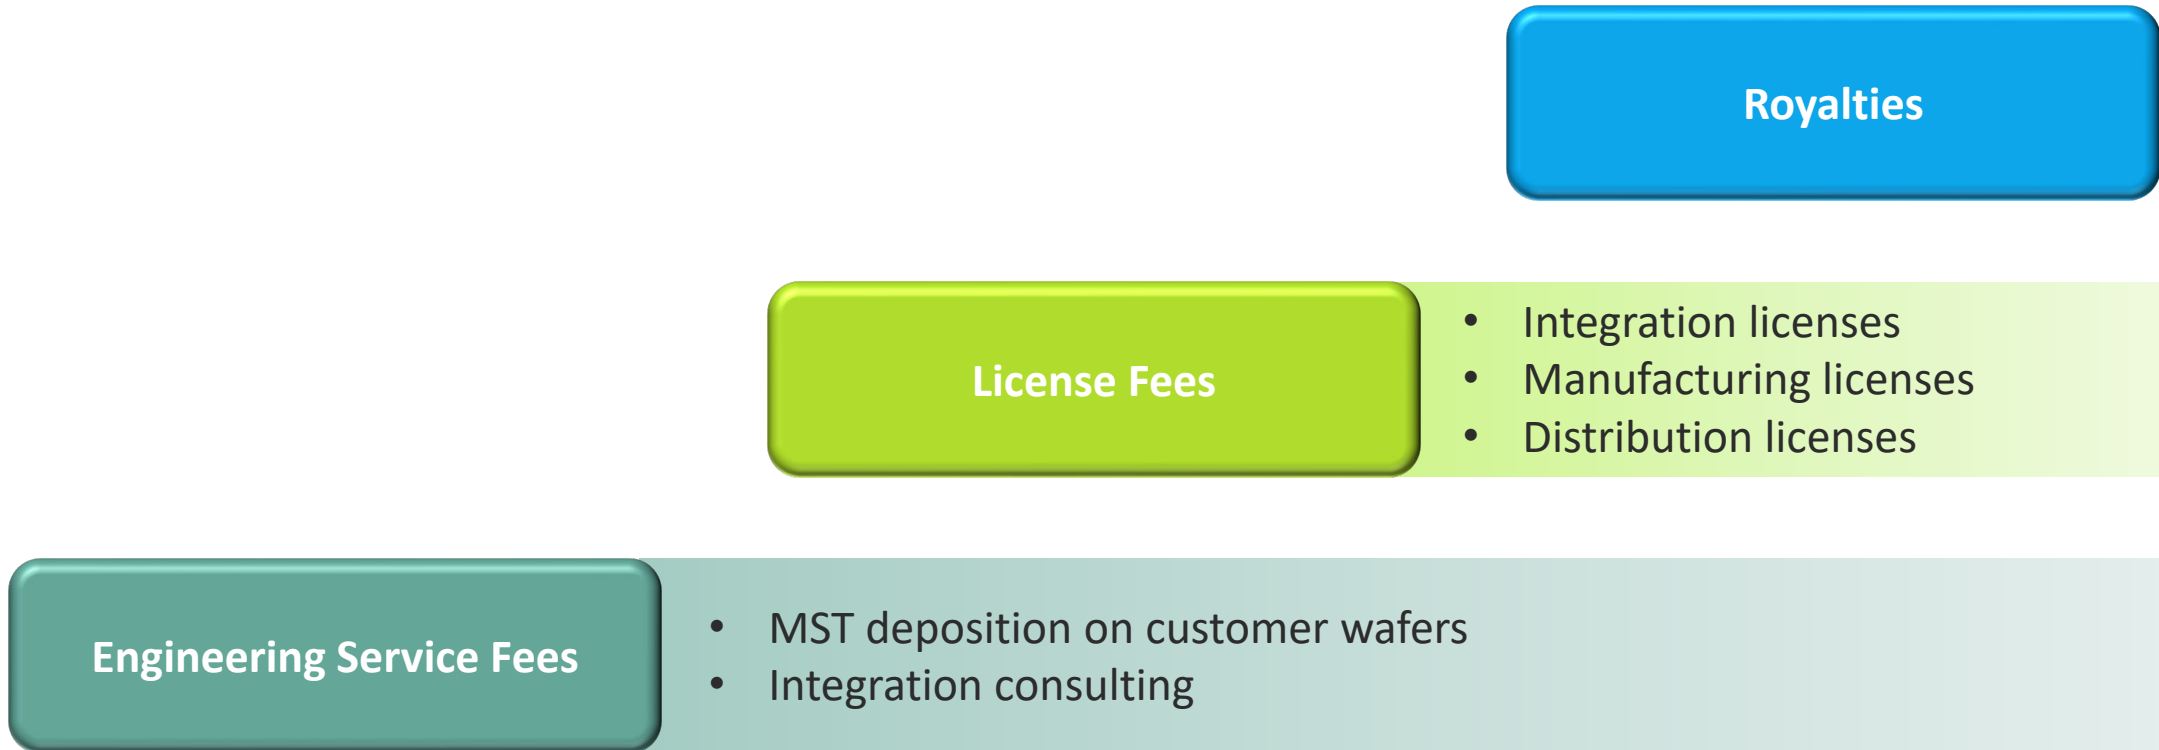 Royalties
License Fees
• Integration licenses
• Manufacturing licenses
• Distribution licenses
Engineering Service Fees
• MST deposition on customer wafers
• Integration consulting